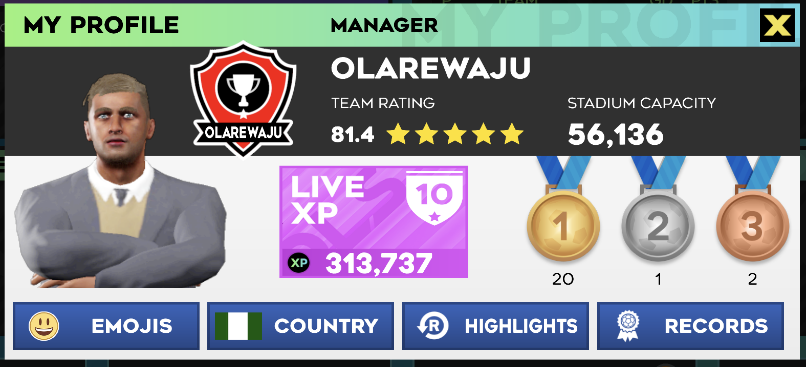 MY PROFILE
MANAGER
X
OLAREWAJU
OLAREWAJU
TEAM RATING
STADIUM CAPACITY
81.4
56,136
LIVE
XP
10
XP
313,737
1
2
3
20
1
2
EMOJIS
COUNTRY
R
HIGHLIGHTS
R
RECORDS